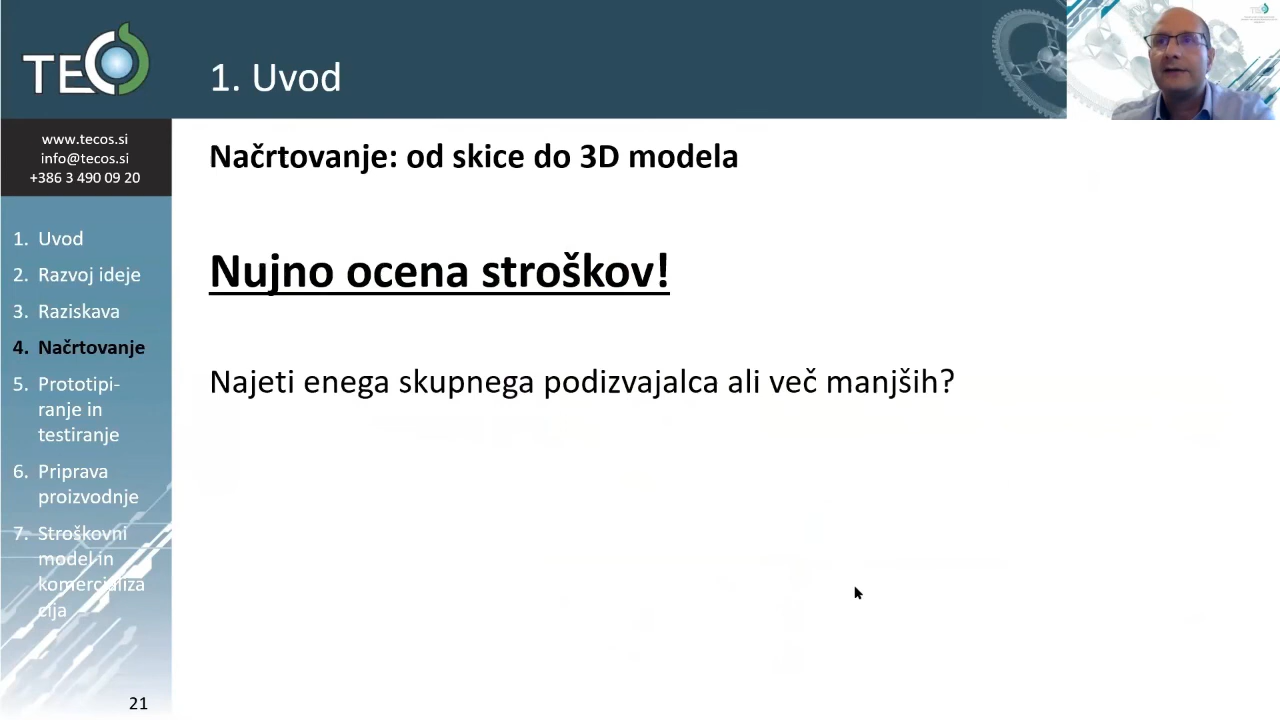 TECOS
1. Uvod
www.tecos.si
info@tecos.si
+386 3 490 09 20
1. Uvod
2. Razvoj ideje
3. Raziskava
4. Načrtovanje
5. Prototipi-
ranje in
testiranje
6. Priprava
proizvodnje
7. Stroškovni
model in
komercializa
cija
21
Načrtovanje: od skice do 3D modela
Nujno ocena stroškov!
Najeti enega skupnega podizvajalca ali več manjših?